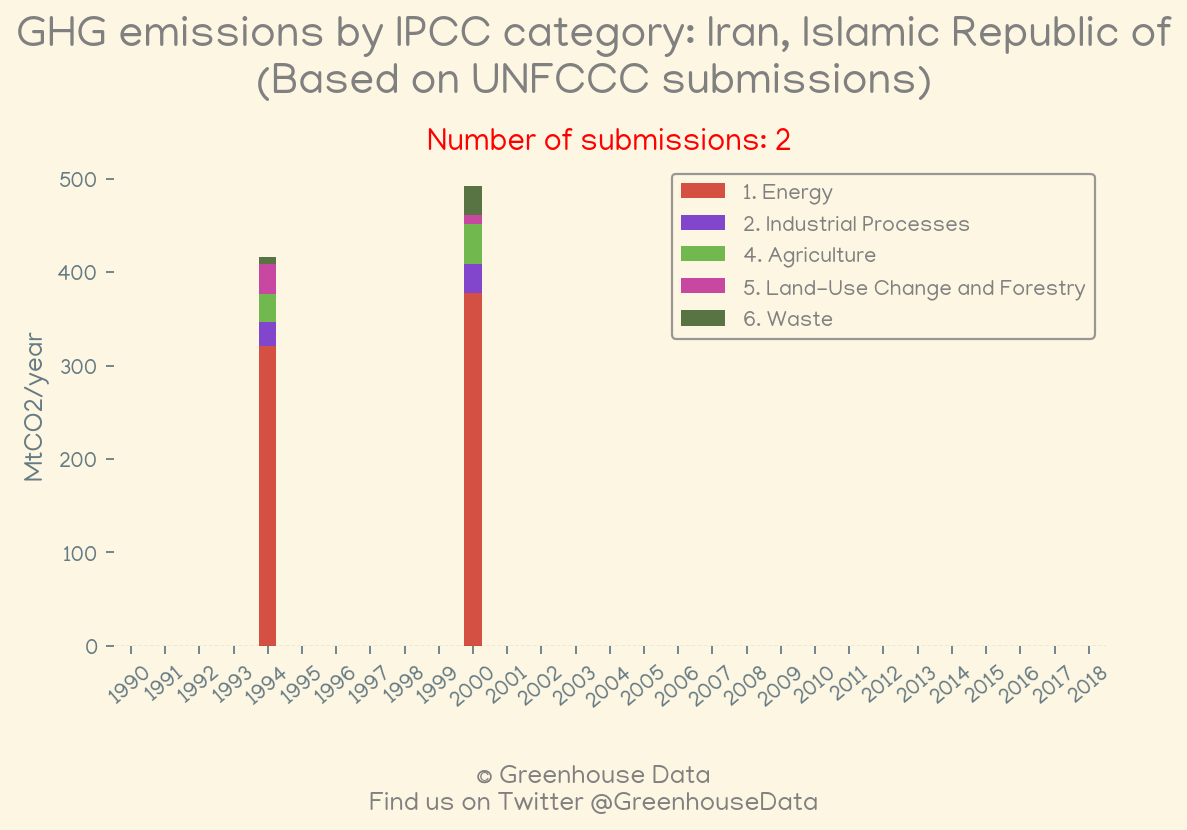 GHG emissions by IPCC category: Iran, Islamic Republic of
(Based on UNFCCC submissions)
Number of submissions: 2
500
400
300
200
100
0
MtCO2/year
1. Energy
2. Industrial Processes
4. Agriculture
5. Land-Use Change and Forestry
6. Waste
1990 1991 1992 1993 1994 1995 1996 1997 1998 1999 2000 2001 2002 2003 2004 2005 2006 2007 2008 2009 2010 2011 2012 2013 2014 2015 2016 2017 2018
© Greenhouse Data
Find us on Twitter @GreenhouseData